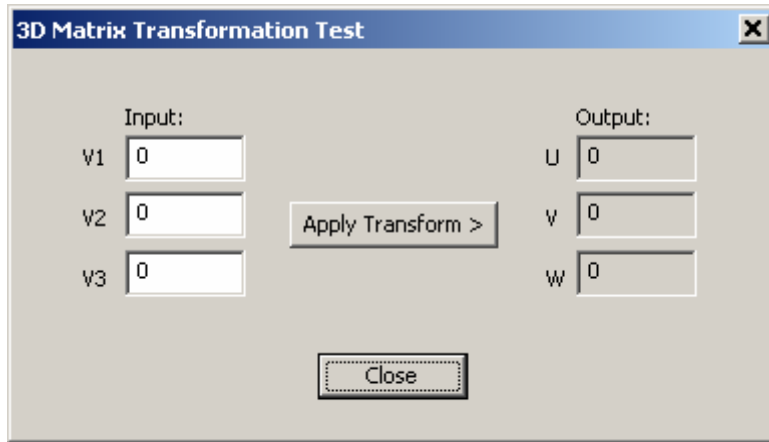 3D Matrix Transformation Test
Input: Output:
V1 0 U 0
V2 0 Apply Transform > V 0
V3 0 W 0
Close